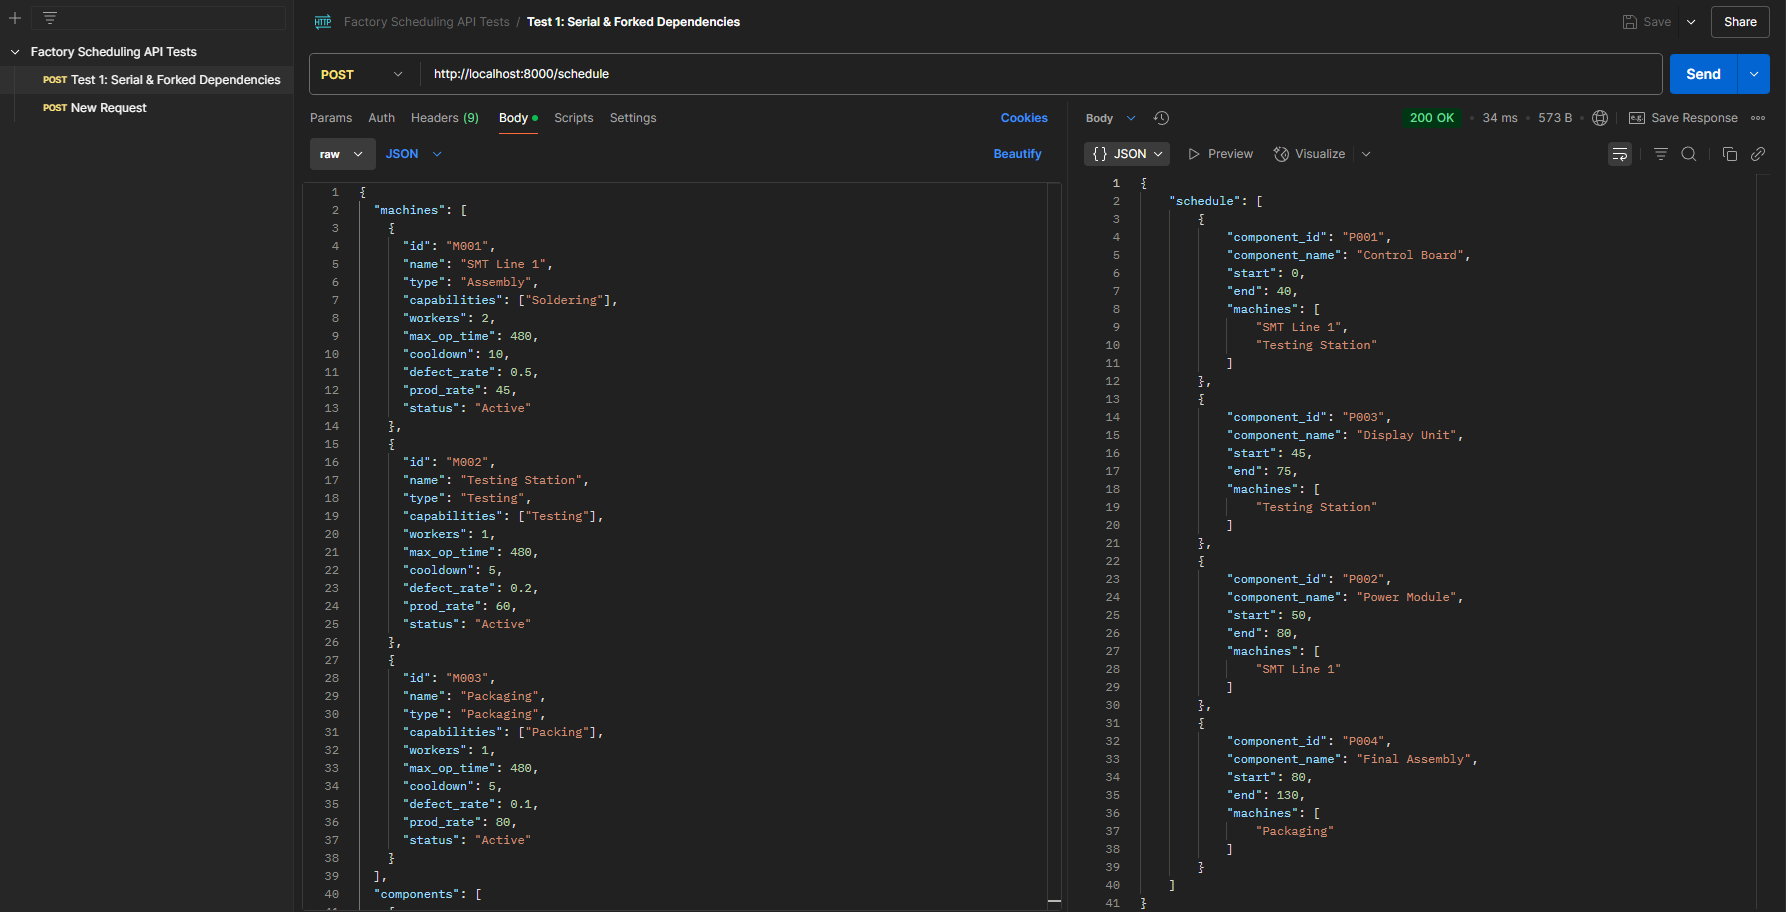 Factory Scheduling API Tests
POST Test 1: Serial & Forked Dependencies
POST New Request
HTTP Factory Scheduling API Tests / Test 1: Serial & Forked Dependencies
Save
Share
POST http://localhost:8000/schedule
Send
Params Auth Headers (9) Body Scripts Settings Cookies
raw JSON Beautify
1 {
2 "machines": [
3 {
4 "id": "M001",
5 "name": "SMT Line 1",
6 "type": "Assembly",
7 "capabilities": ["Soldering"],
8 "workers": 2,
9 "max_op_time": 480,
10 "cooldown": 10,
11 "defect_rate": 0.5,
12 "prod_rate": 45,
13 "status": "Active"
14 },
15 {
16 "id": "M002",
17 "name": "Testing Station",
18 "type": "Testing",
19 "capabilities": ["Testing"],
20 "workers": 1,
21 "max_op_time": 480,
22 "cooldown": 5,
23 "defect_rate": 0.2,
24 "prod_rate": 60,
25 "status": "Active"
26 },
27 {
28 "id": "M003",
29 "name": "Packaging",
30 "type": "Packaging",
31 "capabilities": ["Packing"],
32 "workers": 1,
33 "max_op_time": 480,
34 "cooldown": 5,
35 "defect_rate": 0.1,
36 "prod_rate": 80,
37 "status": "Active"
38 }
39 ],
40 "components": [
Body 200 OK • 34 ms • 573 B • e.g. Save Response
{} JSON Preview Visualize
1 {
2 "schedule": [
3 {
4 "component_id": "P001",
5 "component_name": "Control Board",
6 "start": 0,
7 "end": 40,
8 "machines": [
9 "SMT Line 1",
10 "Testing Station"
11 ]
12 },
13 {
14 "component_id": "P003",
15 "component_name": "Display Unit",
16 "start": 45,
17 "end": 75,
18 "machines": [
19 "Testing Station"
20 ]
21 },
22 {
23 "component_id": "P002",
24 "component_name": "Power Module",
25 "start": 50,
26 "end": 80,
27 "machines": [
28 "SMT Line 1"
29 ]
30 },
31 {
32 "component_id": "P004",
33 "component_name": "Final Assembly",
34 "start": 80,
35 "end": 130,
36 "machines": [
37 "Packaging"
38 ]
39 }
40 ]
41 }